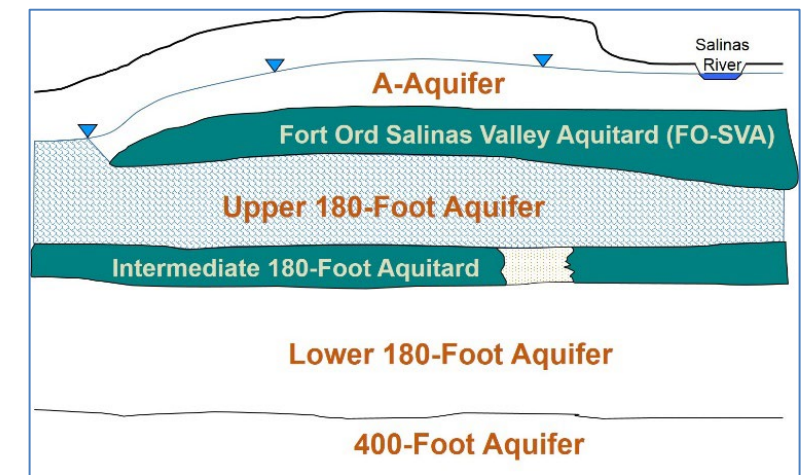 Salinas
River
A-Aquifer
Fort Ord Salinas Valley Aquitard (FO-SVA)
Upper 180-Foot Aquifer
Intermediate 180-Foot Aquitard
Lower 180-Foot Aquifer
400-Foot Aquifer